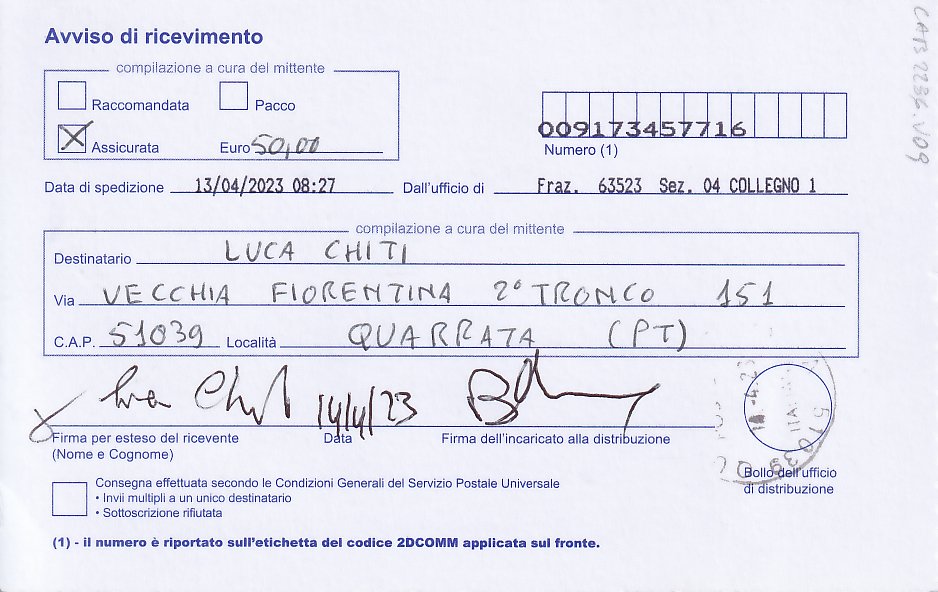 Avviso di ricevimento
compilazione a cura del mittente
Raccomandata Pacco
Assicurata Euro 50,00
009173457716
Numero (1)
Data di spedizione 13/04/2023 08:27 Dall'ufficio di Fraz. 63523 Sez. 04 COLLEGNO 1
compilazione a cura del mittente
Destinatario LUCA CHITI
Via VECCHIA FIORENTINA 2° TRONCO 151
C.A.P. 51039 Località QUARRATA (PT)
Luca Chiti 14/4/23
Firma per esteso del ricevente Data Firma dell'incaricato alla distribuzione
(Nome e Cognome)
51039
Bollo dell'ufficio
di distribuzione
Consegna effettuata secondo le Condizioni Generali del Servizio Postale Universale
• Invii multipli a un unico destinatario
• Sottoscrizione rifiutata
(1) - il numero è riportato sull'etichetta del codice 2DCOMM applicata sul fronte.